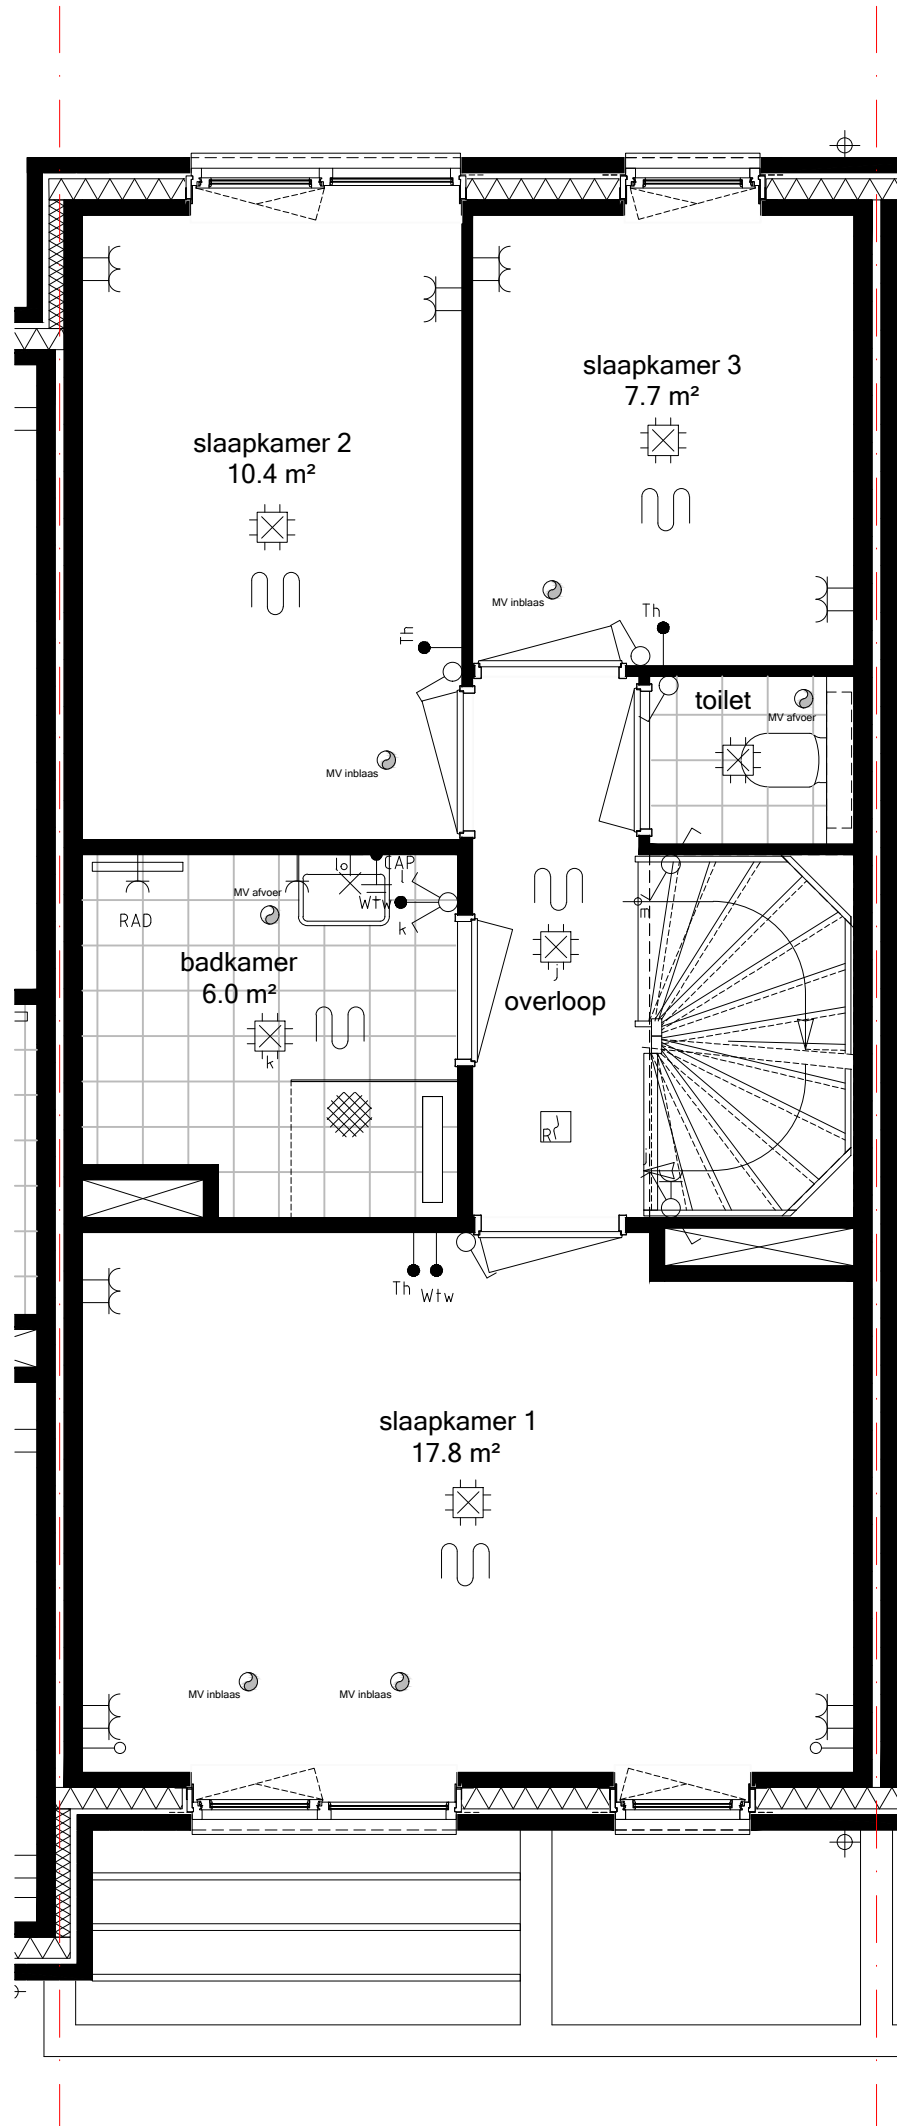 slaapkamer 3
7.7 m²
slaapkamer 2
10.4 m²
MV inblaas
Th
Th
toilet
MV afvoer
MV inblaas
CAP
l
MV afvoer
Wtw
k
RAD
m
badkamer
6.0 m²
k
j
overloop
R
Th
Wtw
slaapkamer 1
17.8 m²
MV inblaas
MV inblaas